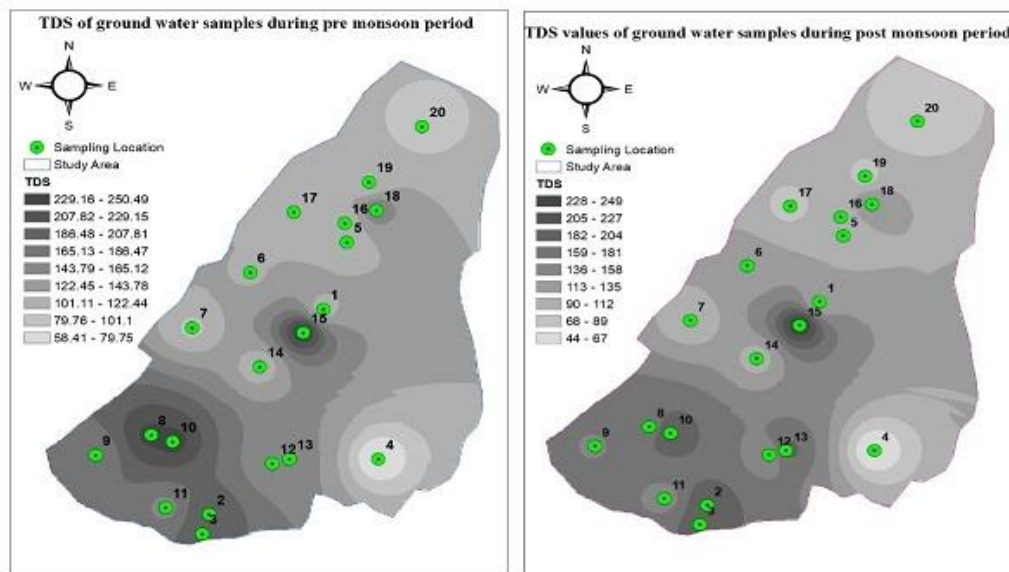 TDS of ground water samples during pre monsoon period
N
W E
S
Sampling Location
Study Area
TDS
229.16 - 250.49
207.82 - 229.15
186.48 - 207.81
165.13 - 186.47
143.79 - 165.12
122.45 - 143.78
101.11 - 122.44
79.76 - 101.1
58.41 - 79.75
20
19
18
17
16
5
6
1
7
15
14
8
10
9
12 13
4
11
2
3
TDS values of ground water samples during post monsoon period
N
W E
S
Sampling Location
Study Area
TDS
228 - 249
205 - 227
182 - 204
159 - 181
136 - 158
113 - 135
90 - 112
68 - 89
44 - 67
20
19
18
17
16
5
6
1
7
15
14
8
10
9
12 13
4
11
2
3